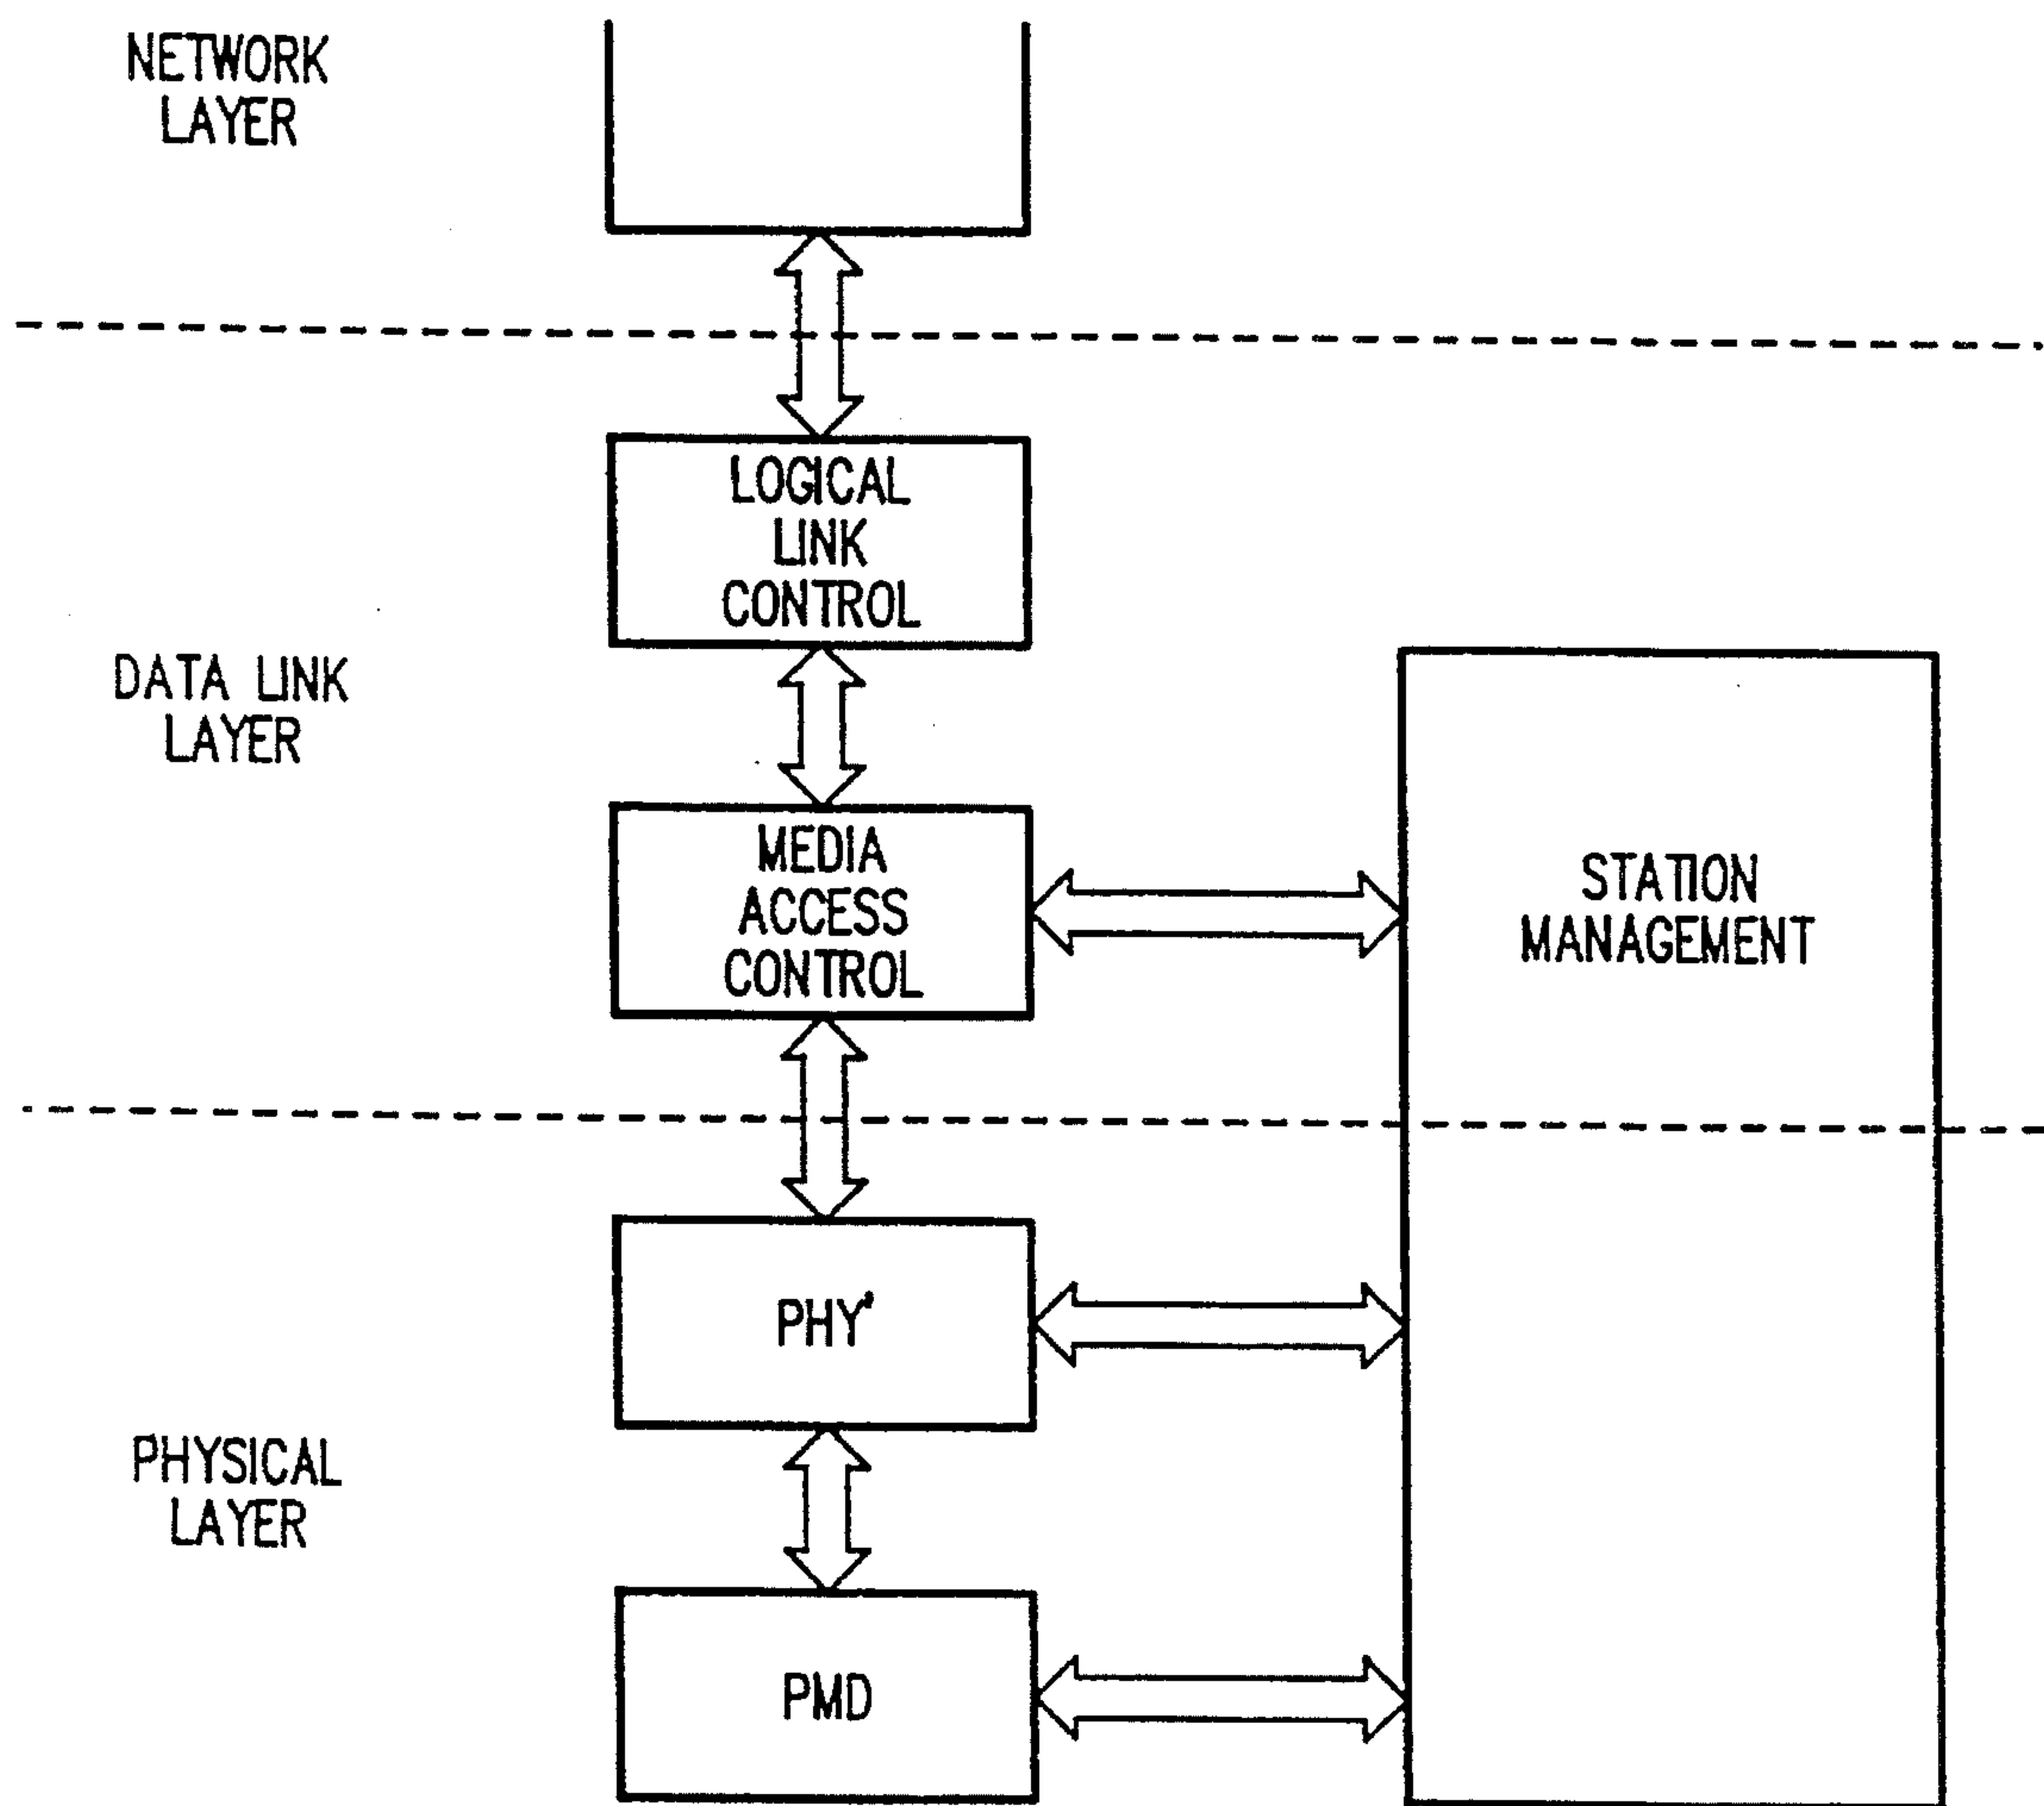 NETWORK
LAYER
LOGICAL
LINK
CONTROL
DATA LINK
LAYER
MEDIA
ACCESS
CONTROL
STATION
MANAGEMENT
PHY'
PHYSICAL
LAYER
PMD